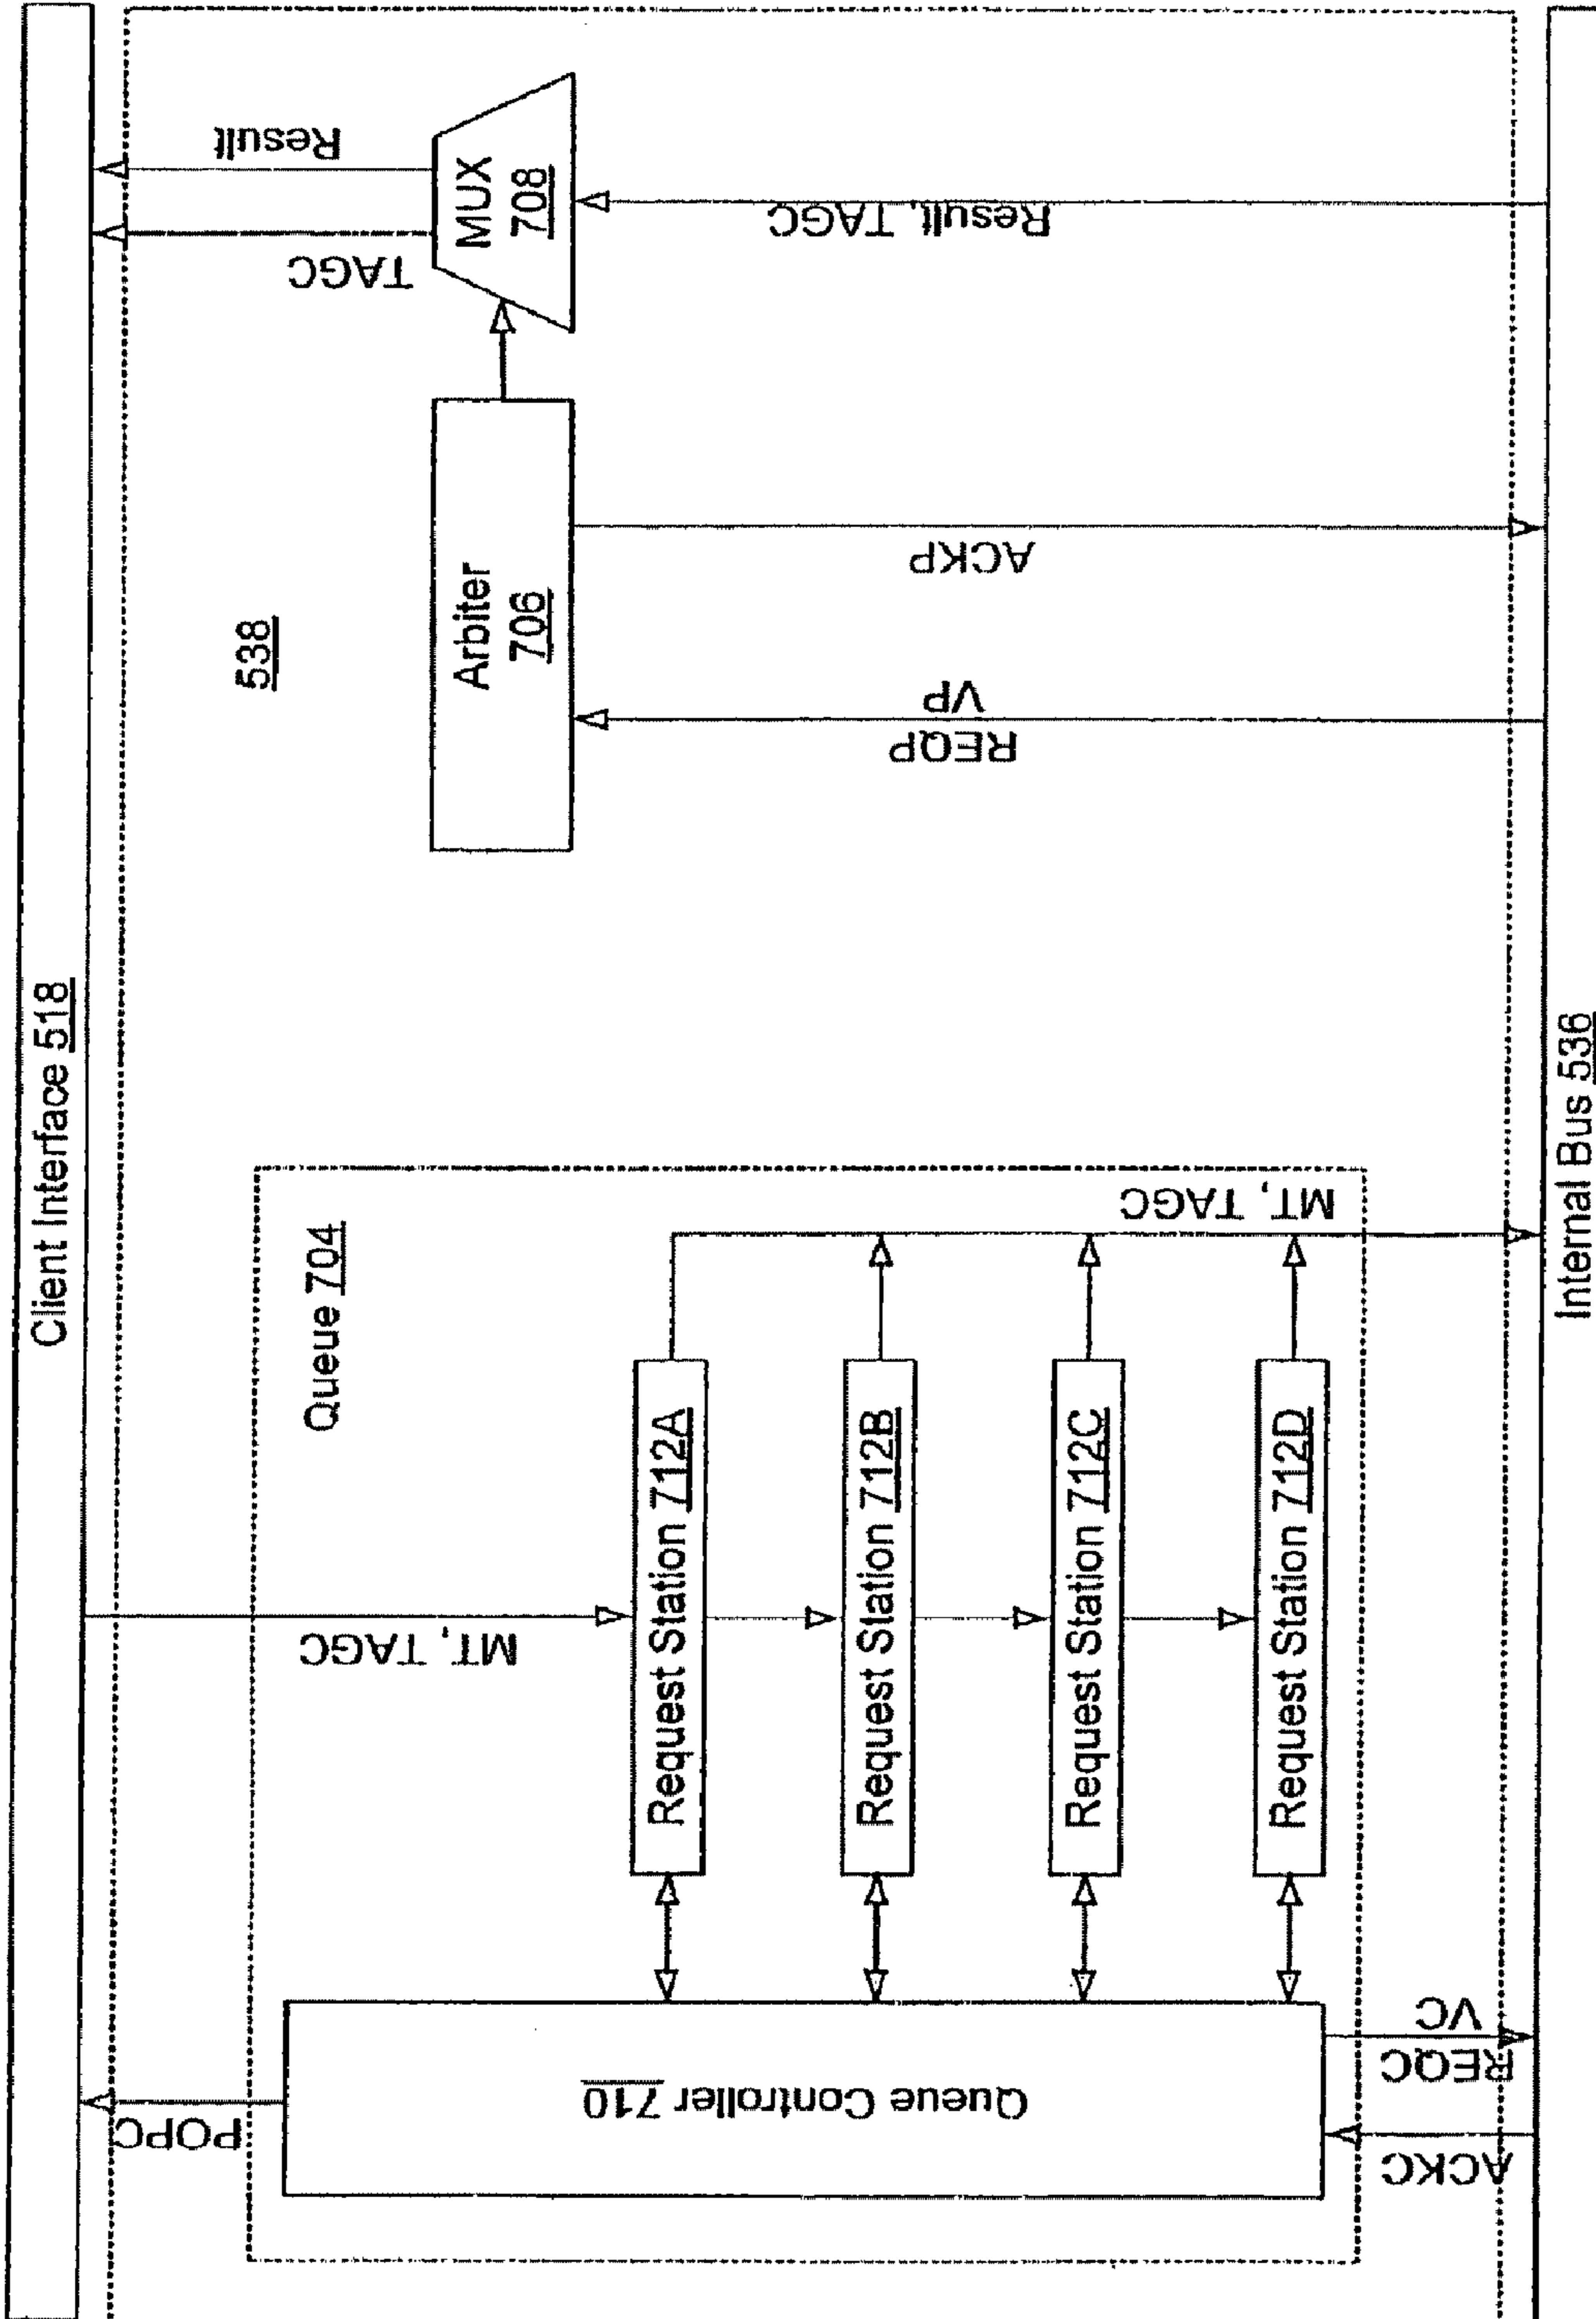 Client Interface 518
POPC
Queue 704
MT, TAGC
Queue Controller 710
Request Station 712A
Request Station 712B
Request Station 712C
Request Station 712D
MT, TAGC
ACKC
REQC
VC
538
Arbiter
706
REQP
VP
ACKP
TAGC
Result
MUX
708
Result, TAGC
Internal Bus 536